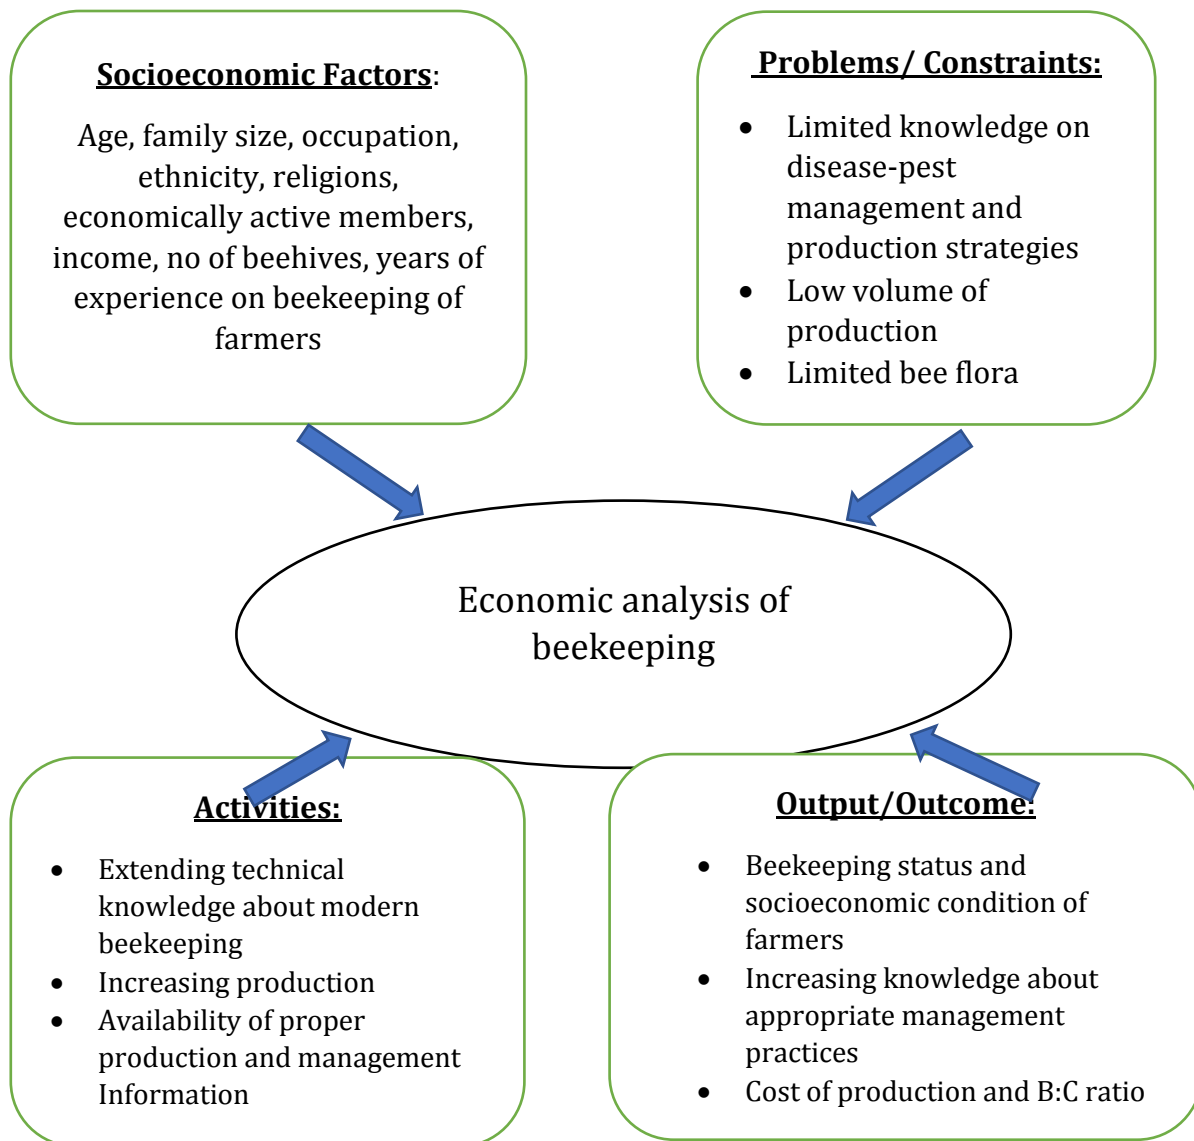 Socioeconomic Factors:
Age, family size, occupation,
ethnicity, religions,
economically active members,
income, no of beehives, years of
experience on beekeeping of
farmers
Problems/ Constraints:
• Limited knowledge on
disease-pest
management and
production strategies
• Low volume of
production
• Limited bee flora
Economic analysis of
beekeeping
Activities:
• Extending technical
knowledge about modern
beekeeping
• Increasing production
• Availability of proper
production and management
Information
Output/Outcome:
• Beekeeping status and
socioeconomic condition of
farmers
• Increasing knowledge about
appropriate management
practices
• Cost of production and B:C ratio